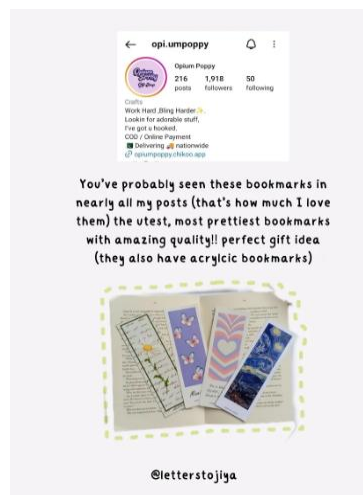 opi.umpoppy
Opium Poppy
216 1,918 50
posts followers following
Crafts
Work Hard ,Bling Harder✨.
Lookin for adorable stuff,
I've got u hooked.
COD / Online Payment
🇵🇰 Delivering 🚚 nationwide
opiumpoppy.chikoo.app
You've probably seen these bookmarks in
nearly all my posts (that's how much I love
them) the utest, most prettiest bookmarks
with amazing quality!! perfect gift idea
(they also have acrylcic bookmarks)
@letterstojiya